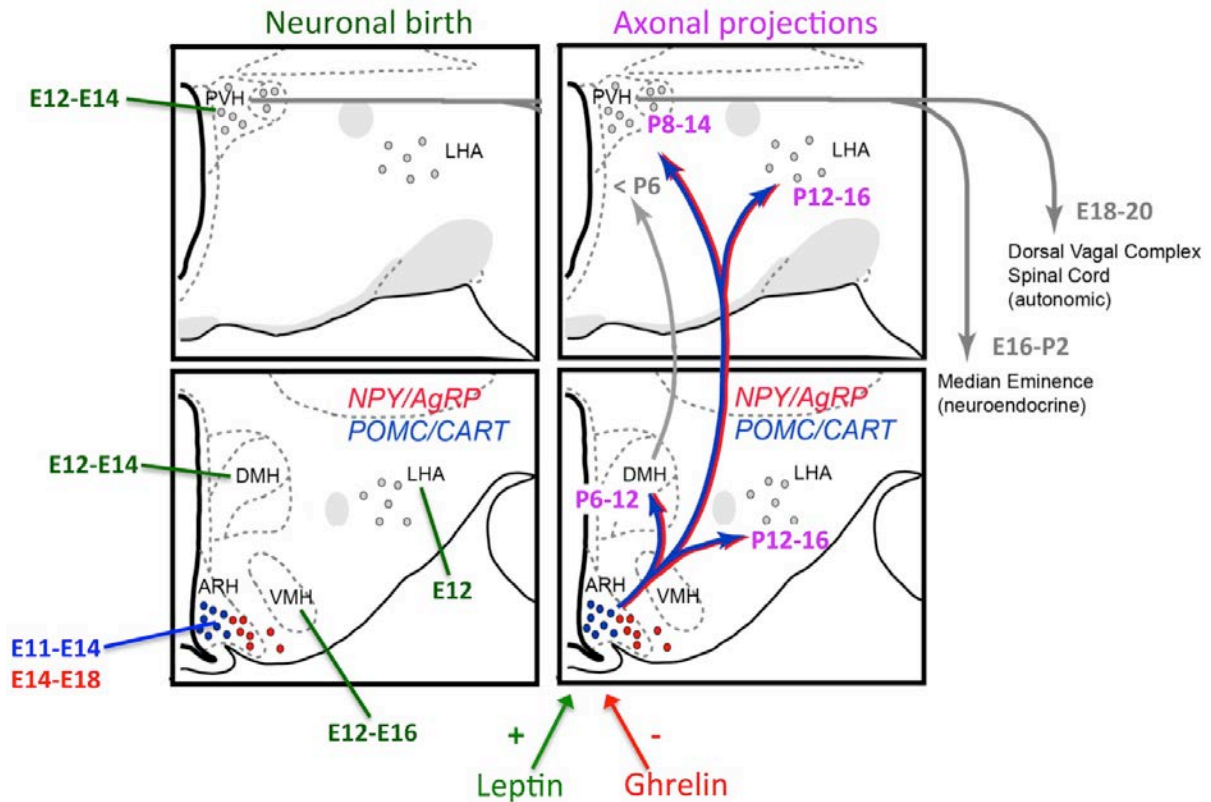 Neuronal birth
Axonal projections
E12-E14
PVH
LHA
PVH
P8-14
LHA
< P6
P12-16
E18-20
Dorsal Vagal Complex
Spinal Cord
(autonomic)
E16-P2
Median Eminence
(neuroendocrine)
NPY/AgRP
POMC/CART
E12-E14
DMH
LHA
E12
ARH
VMH
E11-E14
E14-E18
E12-E16
NPY/AgRP
POMC/CART
DMH
LHA
P6-12
P12-16
ARH
VMH
+
-
Leptin
Ghrelin